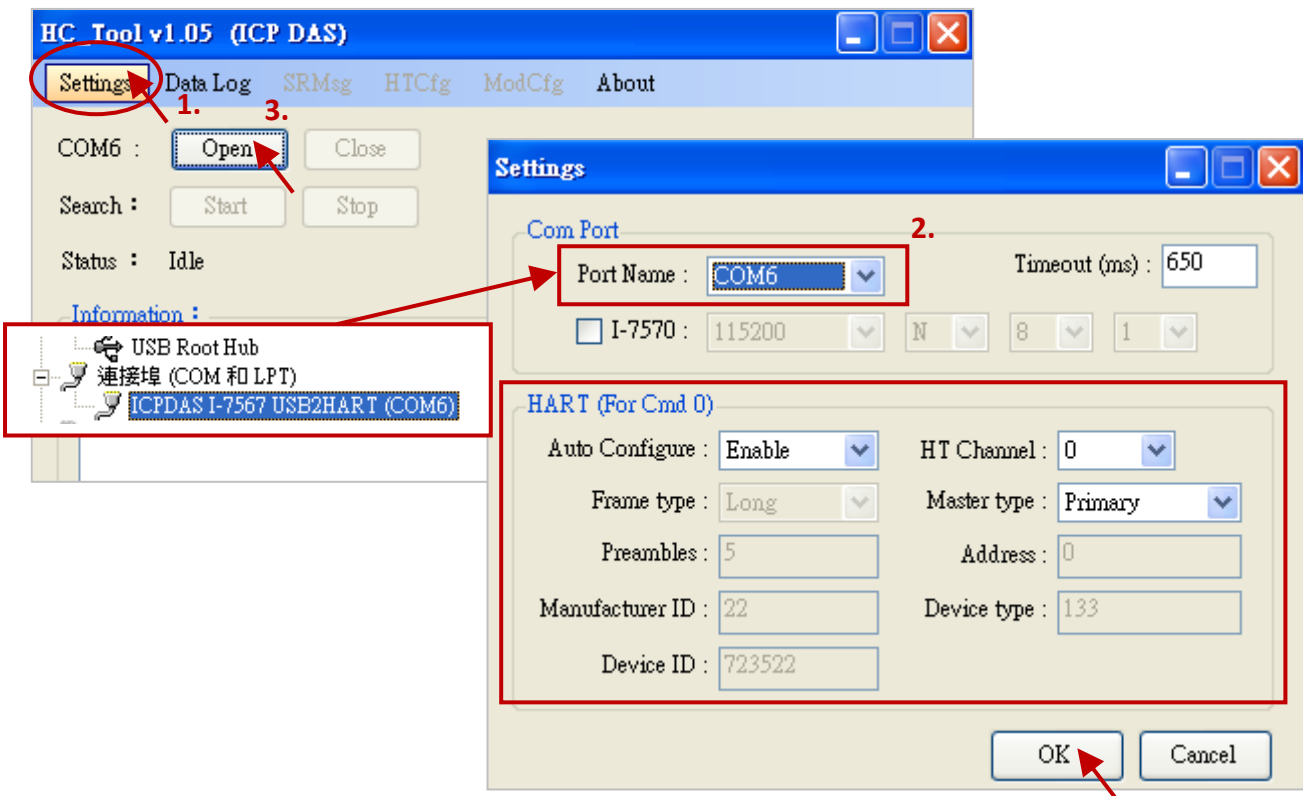 HC_Tool v1.05 (ICP DAS)
Settings Data Log SRMsg HTCfg ModCfg About
1. 3.
COM6 : Open Close
Search : Start Stop
Status : Idle
Information :
USB Root Hub
連接埠 (COM 和 LPT)
ICPDAS I-7567 USB2HART (COM6)
Settings
Com Port 2.
Port Name : COM6 Timeout (ms) : 650
I-7570 : 115200 N 8 1
HART (For Cmd 0)
Auto Configure : Enable HT Channel : 0
Frame type : Long Master type : Primary
Preambles : 5 Address : 0
Manufacturer ID : 22 Device type : 133
Device ID : 723522
OK Cancel